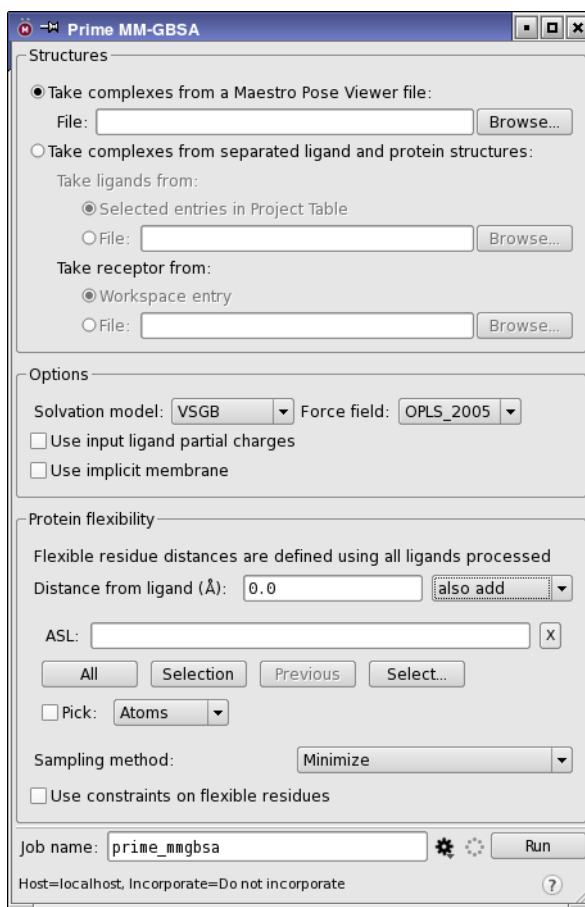 Prime MM-GBSA
Structures
Take complexes from a Maestro Pose Viewer file:
File: Browse...
Take complexes from separated ligand and protein structures:
Take ligands from:
Selected entries in Project Table
File: Browse...
Take receptor from:
Workspace entry
File: Browse...
Options
Solvation model: VSGB Force field: OPLS_2005
Use input ligand partial charges
Use implicit membrane
Protein flexibility
Flexible residue distances are defined using all ligands processed
Distance from ligand (Å): 0.0 also add
ASL: X
All Selection Previous Select...
Pick: Atoms
Sampling method: Minimize
Use constraints on flexible residues
Job name: prime_mmgbsa Run
Host=localhost, Incorporate=Do not incorporate ?